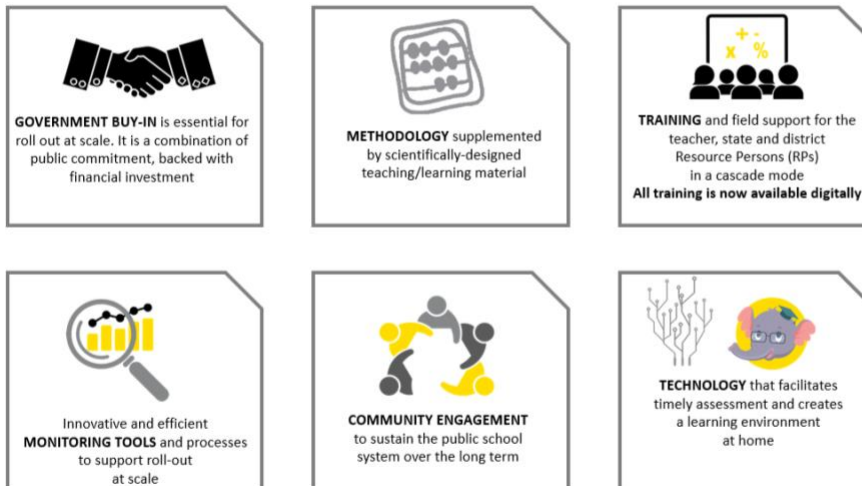 GOVERNMENT BUY-IN is essential for
roll out at scale. It is a combination of
public commitment, backed with
financial investment
METHODOLOGY supplemented
by scientifically-designed
teaching/learning material
+ -
x %
TRAINING and field support for the
teacher, state and district
Resource Persons (RPs)
in a cascade mode
All training is now available digitally
Innovative and efficient
MONITORING TOOLS and processes
to support roll-out
at scale
COMMUNITY ENGAGEMENT
to sustain the public school
system over the long term
TECHNOLOGY that facilitates
timely assessment and creates
a learning environment
at home